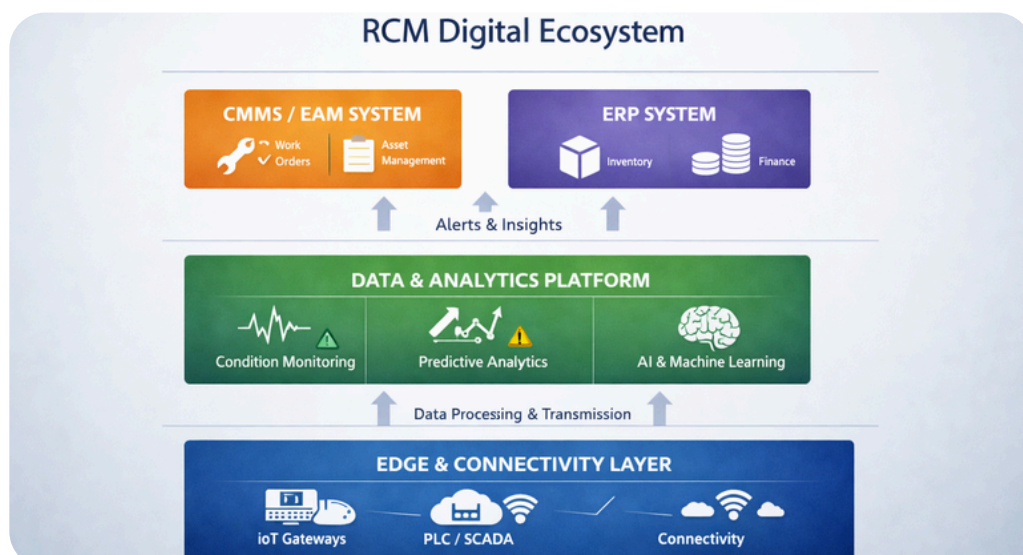 RCM Digital Ecosystem
CMMS / EAM SYSTEM
Work
Orders
Asset
Management
ERP SYSTEM
Inventory
Finance
Alerts & Insights
DATA & ANALYTICS PLATFORM
Condition Monitoring
Predictive Analytics
AI & Machine Learning
Data Processing & Transmission
EDGE & CONNECTIVITY LAYER
ioT Gateways
PLC / SCADA
Connectivity